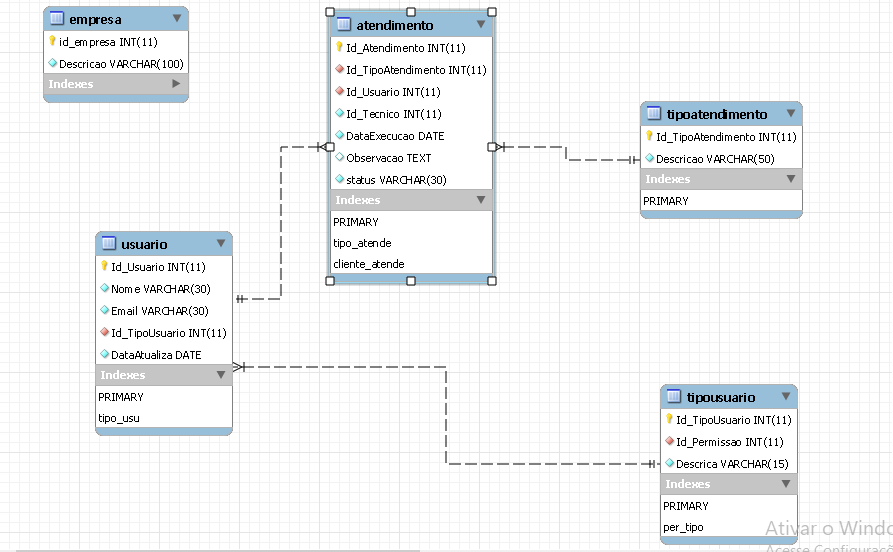 empresa
id_empresa INT(11)
Descricao VARCHAR(100)
Indexes
atendimento
Id_Atendimento INT(11)
Id_TipoAtendimento INT(11)
Id_Usuario INT(11)
Id_Tecnico INT(11)
DataExecucao DATE
Observacao TEXT
status VARCHAR(30)
Indexes
PRIMARY
tipo_atende
cliente_atende
tipoatendimento
Id_TipoAtendimento INT(11)
Descricao VARCHAR(50)
Indexes
PRIMARY
usuario
Id_Usuario INT(11)
Nome VARCHAR(30)
Email VARCHAR(30)
Id_TipoUsuario INT(11)
DataAtualiza DATE
Indexes
PRIMARY
tipo_usu
tipousuario
Id_TipoUsuario INT(11)
Id_Permissao INT(11)
Descrica VARCHAR(15)
Indexes
PRIMARY
per_tipo
Ativar o Windo
Acesse Configuraçõ